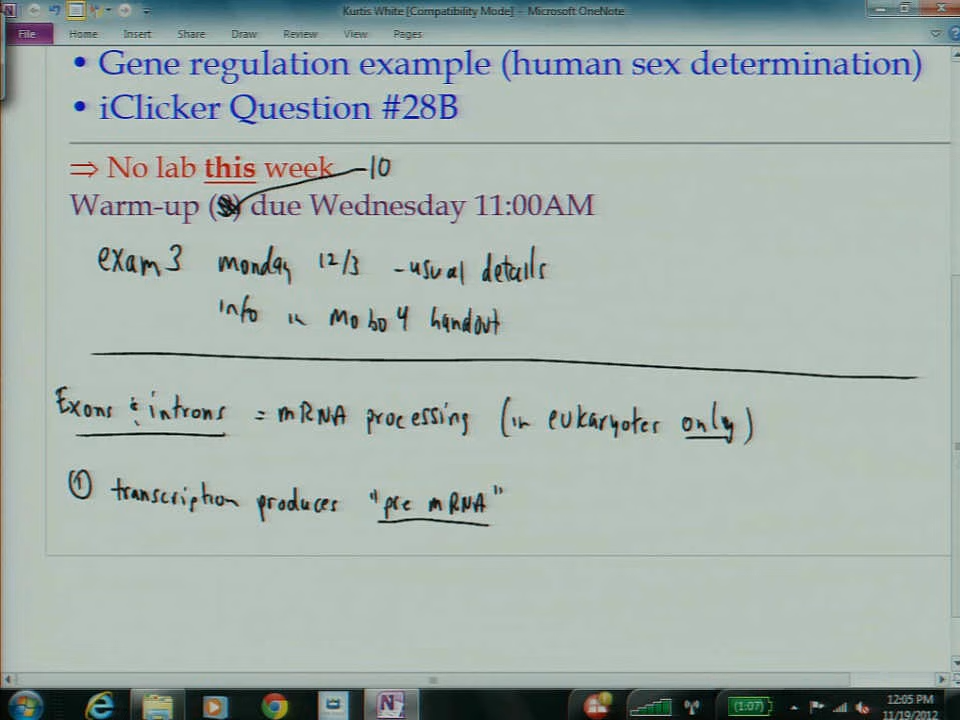 Kurtis White [Compatibility Mode] - Microsoft OneNote
File Home Insert Share Draw Review View Pages
• Gene regulation example (human sex determination)
• iClicker Question #28B
⇒ No lab this week
10
Warm-up ( ) due Wednesday 11:00AM
exam 3 monday 12/3 - usual details
info in Mobo 4 handout
Exons & introns = mRNA processing (in eukaryotes only)
① transcription produces "pre mRNA"
(1:07)
12:05 PM
11/19/2012